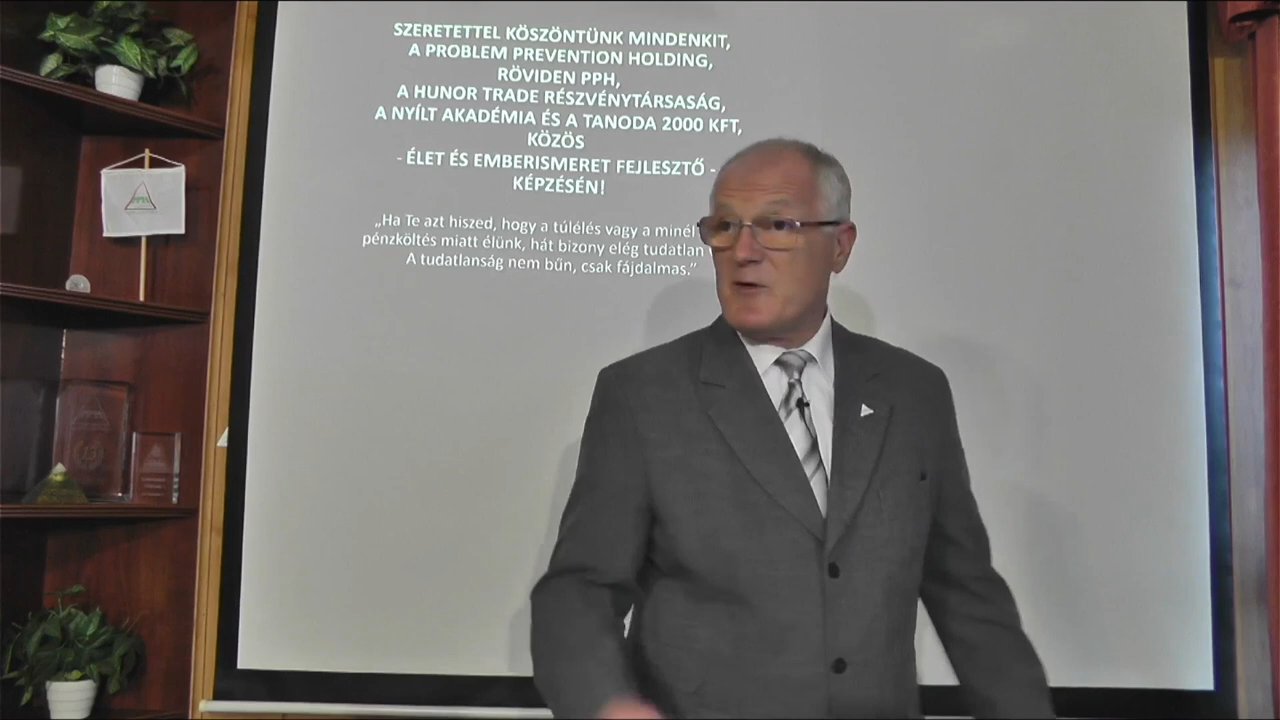 SZERETETTEL KÖSZÖNTÜNK MINDENKIT,
A PROBLEM PREVENTION HOLDING,
RÖVIDEN PPH,
A HUNOR TRADE RÉSZVÉNYTÁRSASÁG,
A NYÍLT AKADÉMIA ÉS A TANODA 2000 KFT,
KÖZÖS
- ÉLET ÉS EMBERISMERET FEJLESZTŐ -
KÉPZÉSÉN!
„Ha Te azt hiszed, hogy a túlélés vagy a minél
pénzköltés miatt élünk, hát bizony elég tudatlan
A tudatlanság nem bűn, csak fájdalmas.”